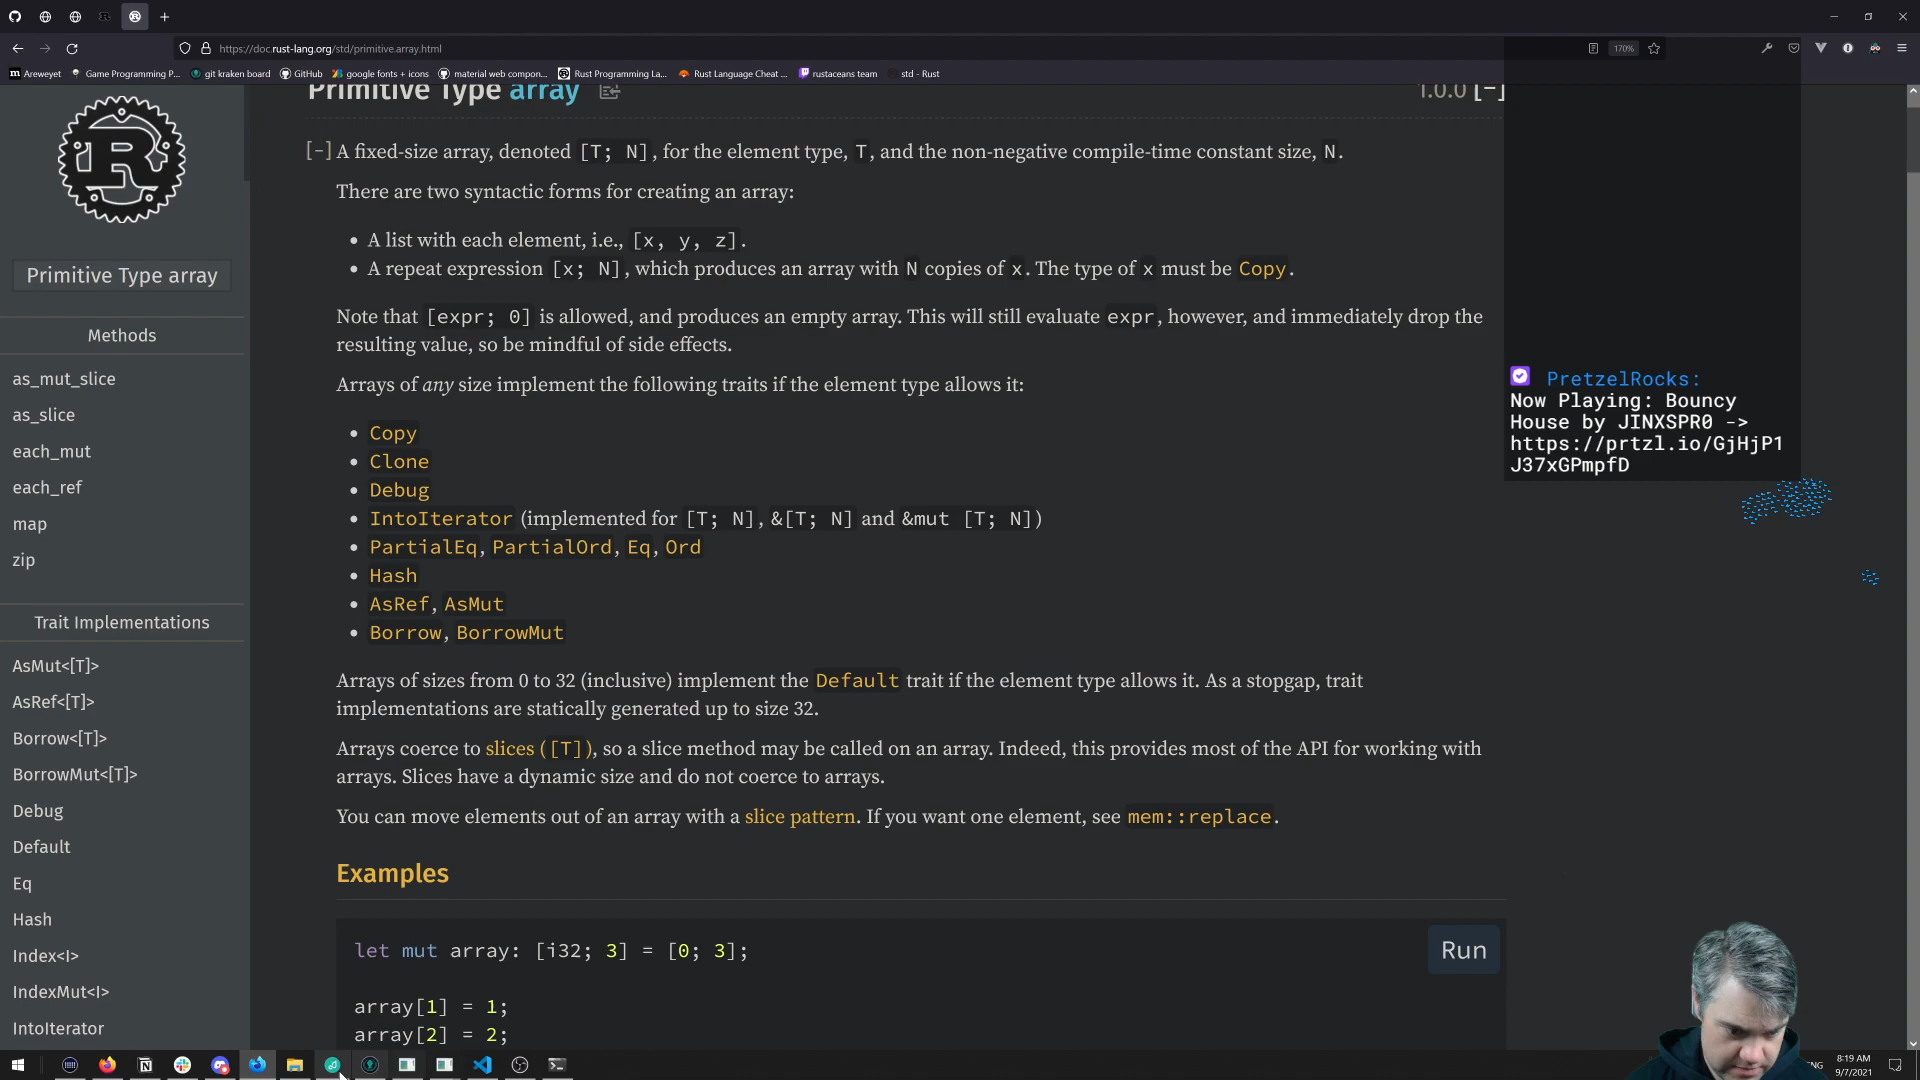 https://doc.rust-lang.org/std/primitive.array.html
170%
Areweyet
Game Programming P...
git kraken board
GitHub
google fonts + icons
material web compon...
Rust Programming La...
Rust Language Cheat ...
rustaceans team
std - Rust
Primitive Type array
1.0.0 [-]
[-] A fixed-size array, denoted [T; N], for the element type, T, and the non-negative compile-time constant size, N.
There are two syntactic forms for creating an array:
• A list with each element, i.e., [x, y, z].
• A repeat expression [x; N], which produces an array with N copies of x. The type of x must be Copy.
Note that [expr; 0] is allowed, and produces an empty array. This will still evaluate expr, however, and immediately drop the
resulting value, so be mindful of side effects.
Arrays of any size implement the following traits if the element type allows it:
• Copy
• Clone
• Debug
• IntoIterator (implemented for [T; N], &[T; N] and &mut [T; N])
• PartialEq, PartialOrd, Eq, Ord
• Hash
• AsRef, AsMut
• Borrow, BorrowMut
Arrays of sizes from 0 to 32 (inclusive) implement the Default trait if the element type allows it. As a stopgap, trait
implementations are statically generated up to size 32.
Arrays coerce to slices ([T]), so a slice method may be called on an array. Indeed, this provides most of the API for working with
arrays. Slices have a dynamic size and do not coerce to arrays.
You can move elements out of an array with a slice pattern. If you want one element, see mem::replace.
Examples
let mut array: [i32; 3] = [0; 3];
array[1] = 1;
array[2] = 2;
Run
R
Primitive Type array
Methods
as_mut_slice
as_slice
each_mut
each_ref
map
zip
Trait Implementations
AsMut<[T]>
AsRef<[T]>
Borrow<[T]>
BorrowMut<[T]>
Debug
Default
Eq
Hash
Index<I>
IndexMut<I>
IntoIterator
PretzelRocks:
Now Playing: Bouncy
House by JINXSPR0 ->
https://prtzl.io/GjHjP1
J37xGPmpfD
8:19 AM
9/7/2021